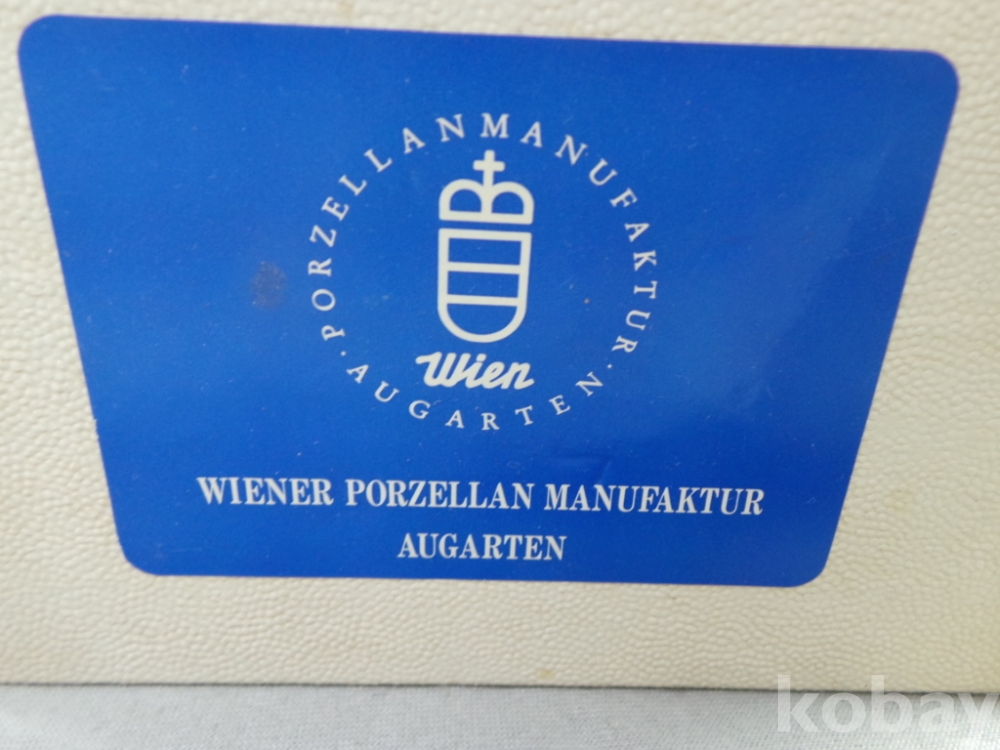 PORZELLANMANUFAKTUR
· AUGARTEN ·
Wien
WIENER PORZELLAN MANUFAKTUR
AUGARTEN
kobay